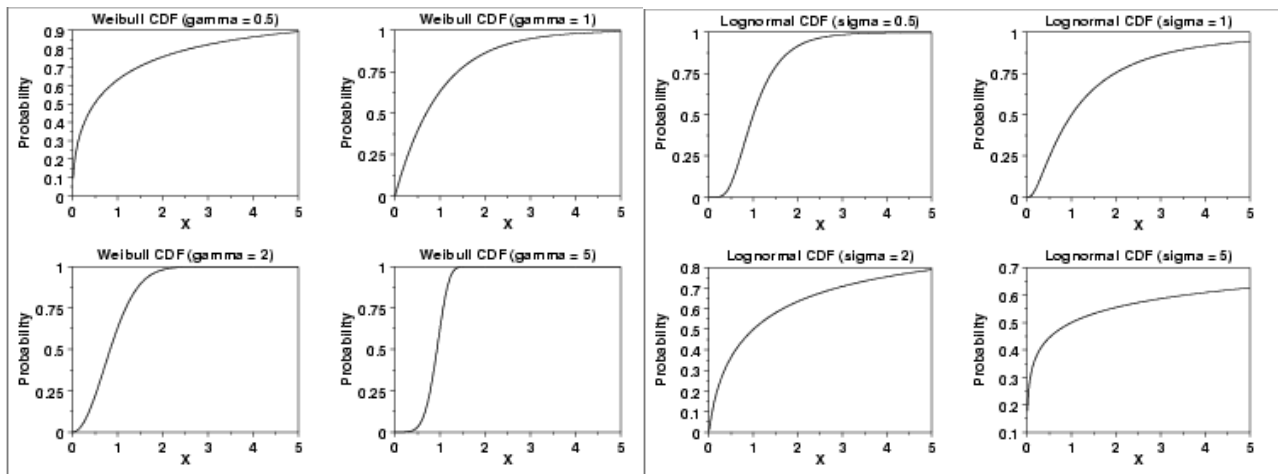 Weibull CDF (gamma = 0.5)
Probability
0.9
0.8
0.7
0.6
0.5
0.4
0.3
0.2
0.1
0
0 1 2 3 4 5
X
Weibull CDF (gamma = 1)
Probability
1
0.75
0.5
0.25
0
0 1 2 3 4 5
X
Lognormal CDF (sigma = 0.5)
Probability
1
0.75
0.5
0.25
0
0 1 2 3 4 5
X
Lognormal CDF (sigma = 1)
Probability
1
0.75
0.5
0.25
0
0 1 2 3 4 5
X
Weibull CDF (gamma = 2)
Probability
1
0.75
0.5
0.25
0
0 1 2 3 4 5
X
Weibull CDF (gamma = 5)
Probability
1
0.75
0.5
0.25
0
0 1 2 3 4 5
X
Lognormal CDF (sigma = 2)
Probability
0.8
0.7
0.6
0.5
0.4
0.3
0.2
0.1
0
0 1 2 3 4 5
X
Lognormal CDF (sigma = 5)
Probability
0.7
0.6
0.5
0.4
0.3
0.2
0.1
0 1 2 3 4 5
X